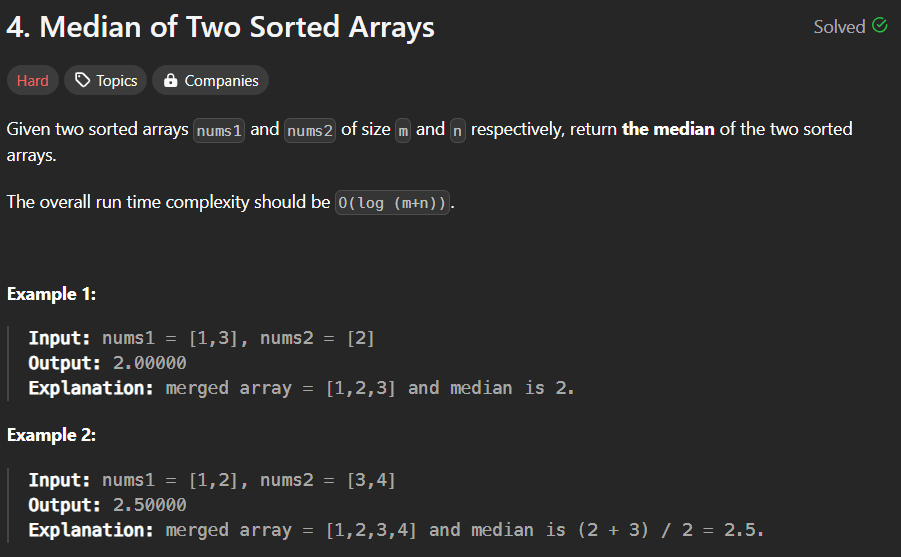 4. Median of Two Sorted Arrays
Solved
Hard Topics Companies
Given two sorted arrays nums1 and nums2 of size m and n respectively, return the median of the two sorted
arrays.
The overall run time complexity should be O(log (m+n)).
Example 1:
Input: nums1 = [1,3], nums2 = [2]
Output: 2.00000
Explanation: merged array = [1,2,3] and median is 2.
Example 2:
Input: nums1 = [1,2], nums2 = [3,4]
Output: 2.50000
Explanation: merged array = [1,2,3,4] and median is (2 + 3) / 2 = 2.5.